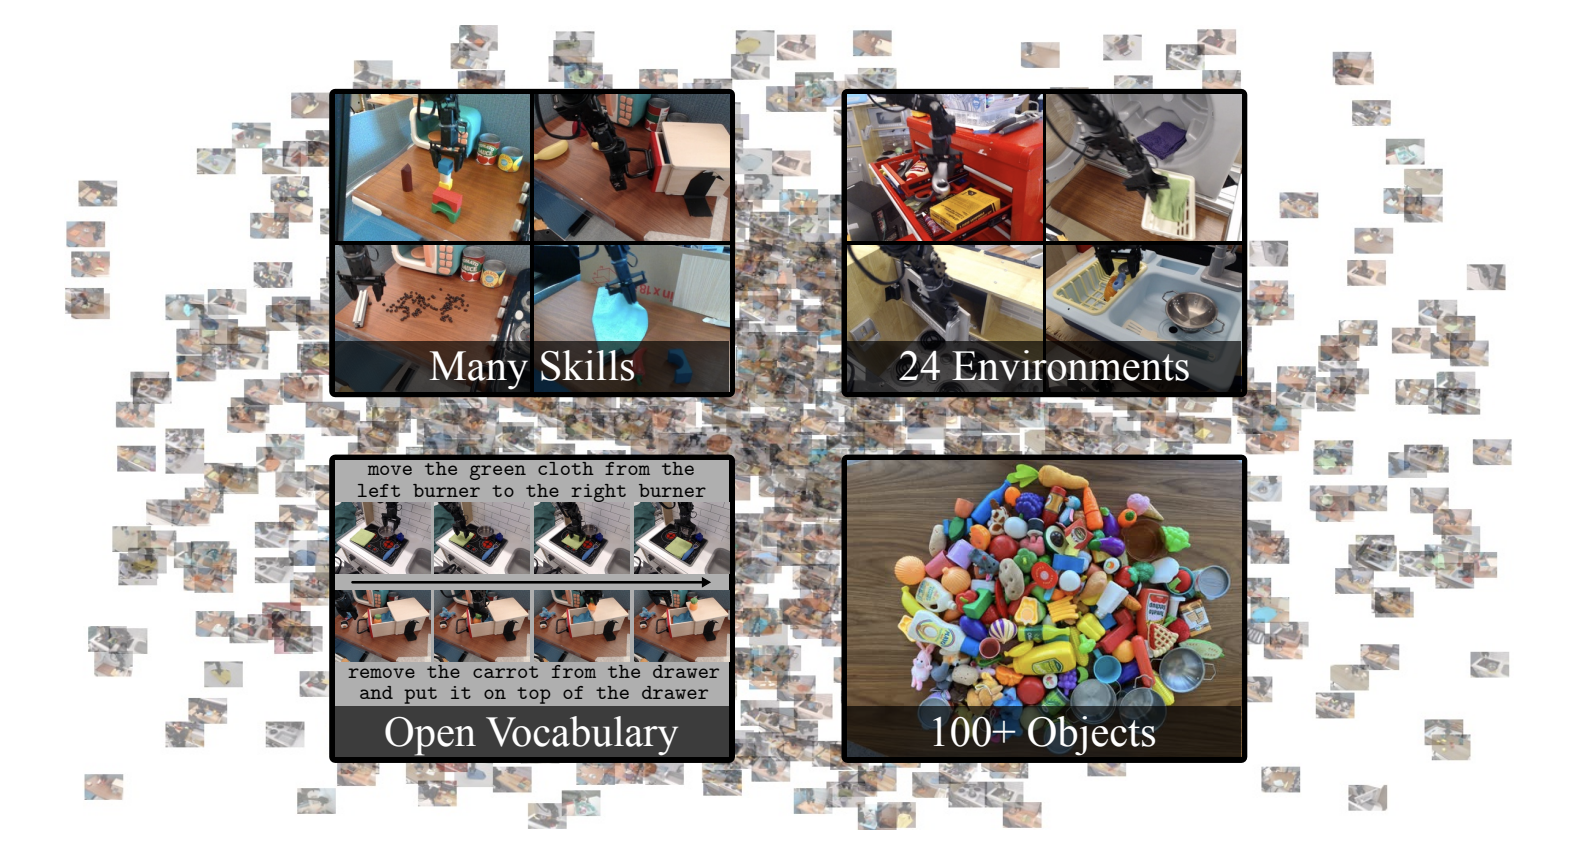 Many Skills
24 Environments
move the green cloth from the
left burner to the right burner
remove the carrot from the drawer
and put it on top of the drawer
Open Vocabulary
100+ Objects